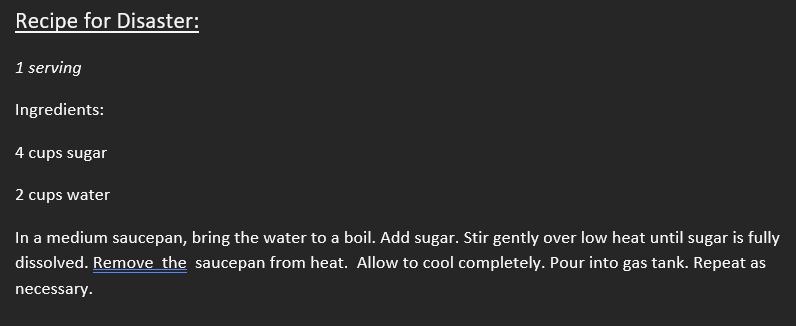 Recipe for Disaster:
1 serving
Ingredients:
4 cups sugar
2 cups water
In a medium saucepan, bring the water to a boil. Add sugar. Stir gently over low heat until sugar is fully
dissolved. Remove  the  saucepan from heat.  Allow to cool completely. Pour into gas tank. Repeat as
necessary.